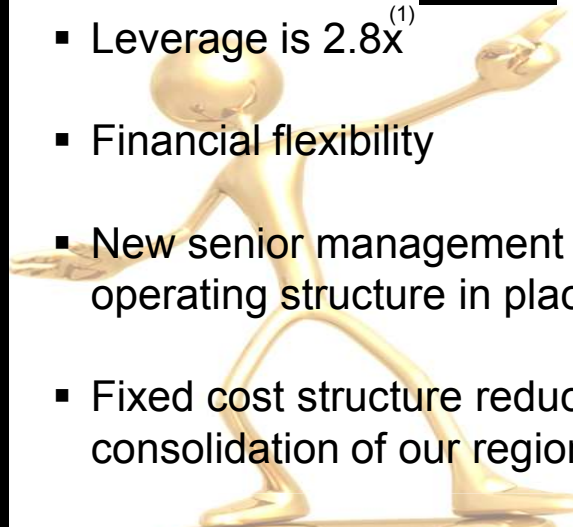 ▪ Leverage is 2.8x(1)
▪ Financial flexibility
▪ New senior management
operating structure in plac
▪ Fixed cost structure reduc
consolidation of our region